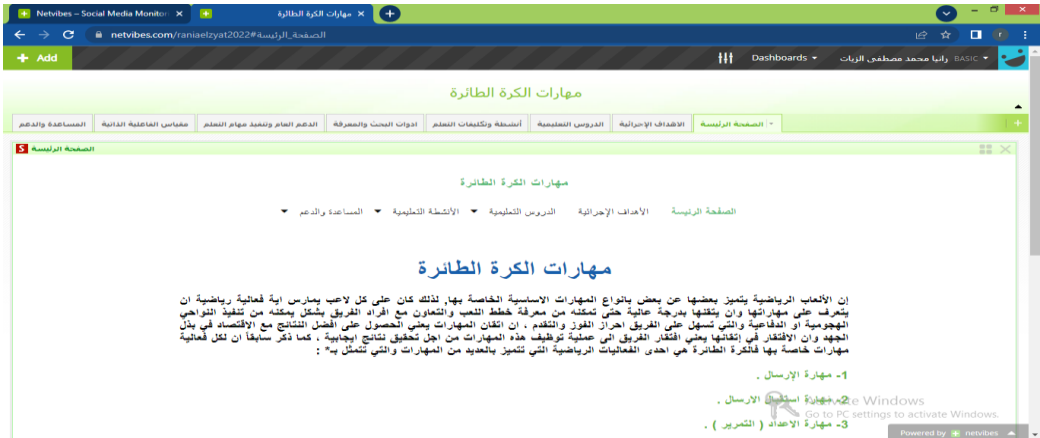 Netvibes – Social Media Monitor
مهارات الكرة الطائرة
netvibes.com/raniaelzyat2022#الصفحة_الرئيسة
+ Add
Dashboards
رانيا محمد مصطفى الزيات BASIC
مهارات الكرة الطائرة
الصفحة الرئيسة
الأهداف الإجرائية
الدروس التعليمية
أنشطة وتكليفات التعلم
ادوات البحث والمعرفة
الدعم العام وتنفيذ مهام التعلم
مقياس الفاعلية الذاتية
المساعدة والدعم
الصفحة الرئيسة
مهارات الكرة الطائرة
الصفحة الرئيسة الأهداف الإجرائية الدروس التعليمية الأنشطة التعليمية المساعدة والدعم
مهارات الكرة الطائرة
إن الألعاب الرياضية يتميز بعضها عن بعض بانواع المهارات الاساسية الخاصة بها, لذلك كان على كل لاعب يمارس اية فعالية رياضية ان
يتعرف على مهاراتها وان يتقنها بدرجة عالية حتى تمكنه من معرفة خطط اللعب والتعاون مع افراد الفريق بشكل يمكنه من تنفيذ النواحي
الهجومية او الدفاعية والتي تسهل على الفريق احراز الفوز والتقدم ، ان اتقان المهارات يعني الحصول على افضل النتائج مع الاقتصاد في بذل
الجهد وان الافتقار في إتقانها يعني افتقار الفريق الى عملية توظيف هذه المهارات من اجل تحقيق نتائج ايجابية ، كما ذكر سابقاً ان لكل فعالية
مهارات خاصة بها فالكرة الطائرة هي احدى الفعاليات الرياضية التي تتميز بالعديد من المهارات والتي تتمثل بـ* :
1- مهارة الإرسال .
2- مهارة استقبال الارسال .
3- مهارة الاعداد ( التمرير ) .
Activate Windows
Go to PC settings to activate Windows.
Powered by netvibes